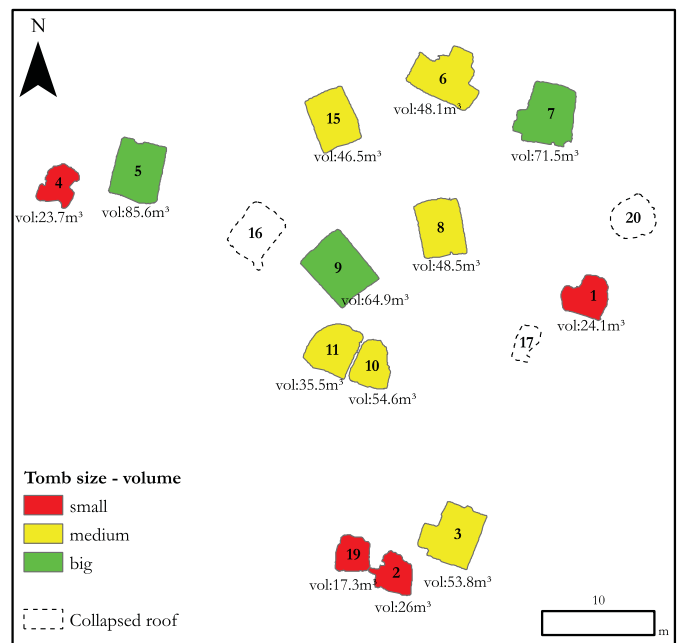 N
6
vol:48.1m³
15
vol:46.5m³
7
vol:71.5m³
5
vol:85.6m³
4
vol:23.7m³
16
8
vol:48.5m³
20
9
vol:64.9m³
1
vol:24.1m³
17
11
vol:35.5m³
10
vol:54.6m³
3
vol:53.8m³
19
vol:17.3m³
2
vol:26m³
Tomb size - volume
small
medium
big
Collapsed roof
10
m